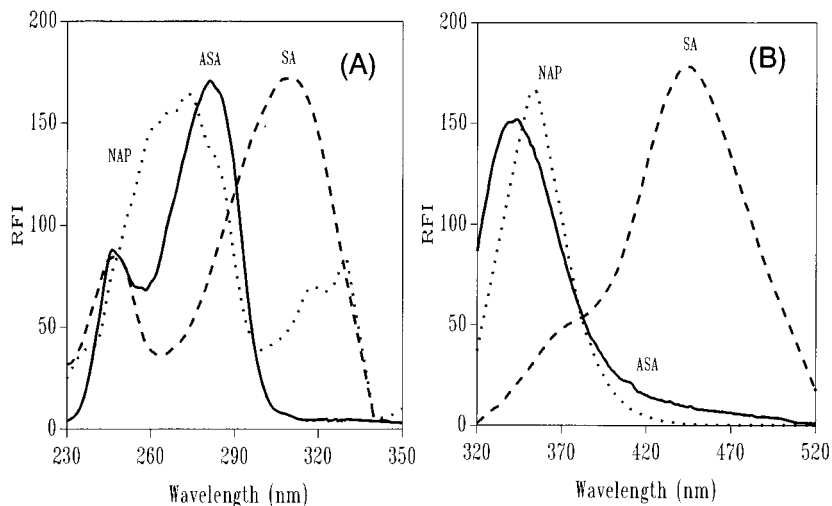 (A)
ASA
SA
NAP
200
150
100
50
0
RFI
230 260 290 320 350
Wavelength (nm)
(B)
SA
NAP
ASA
200
150
100
50
0
RFI
320 370 420 470 520
Wavelength (nm)